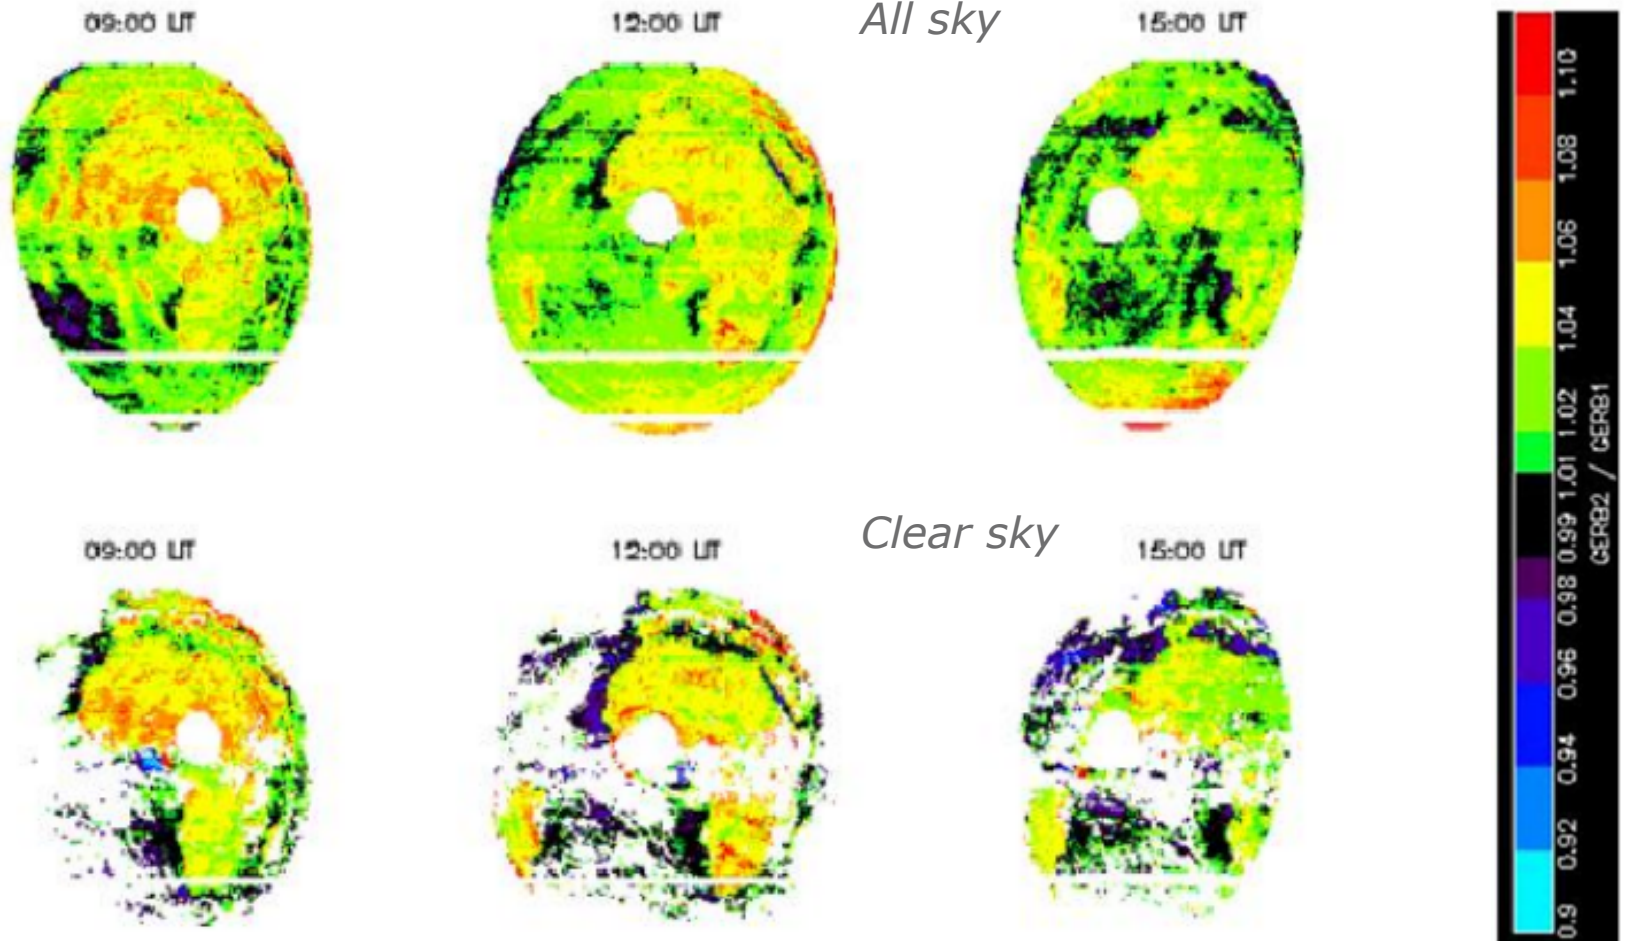 09:00 UT
12:00 UT
All sky
15:00 UT
09:00 UT
12:00 UT
Clear sky
15:00 UT
1.10
1.08
1.06
1.04
1.02
1.01
0.99
0.98
0.96
0.94
0.92
0.9
GERB2 / GERB1